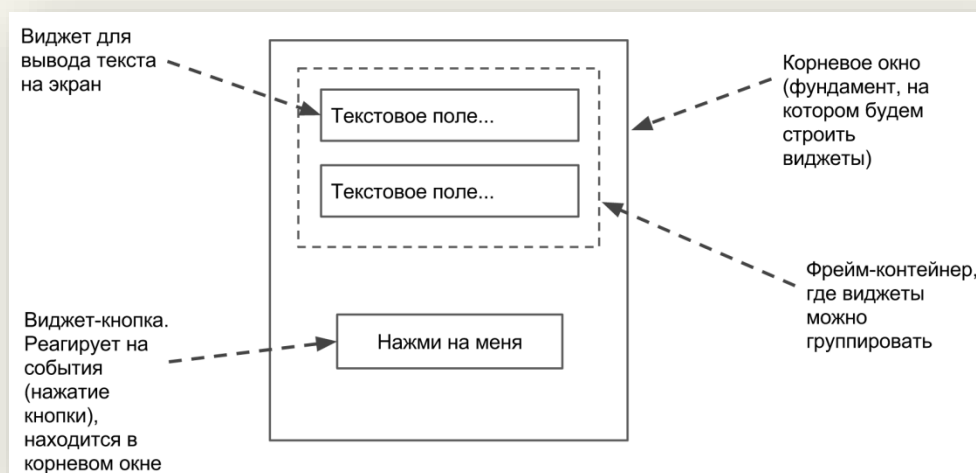 Виджет для
вывода текста
на экран
Текстовое поле...
Текстовое поле...
Корневое окно
(фундамент, на
котором будем
строить
виджеты)
Фрейм-контейнер,
где виджеты
можно
группировать
Виджет-кнопка.
Реагирует на
события
(нажатие
кнопки),
находится в
корневом окне
Нажми на меня